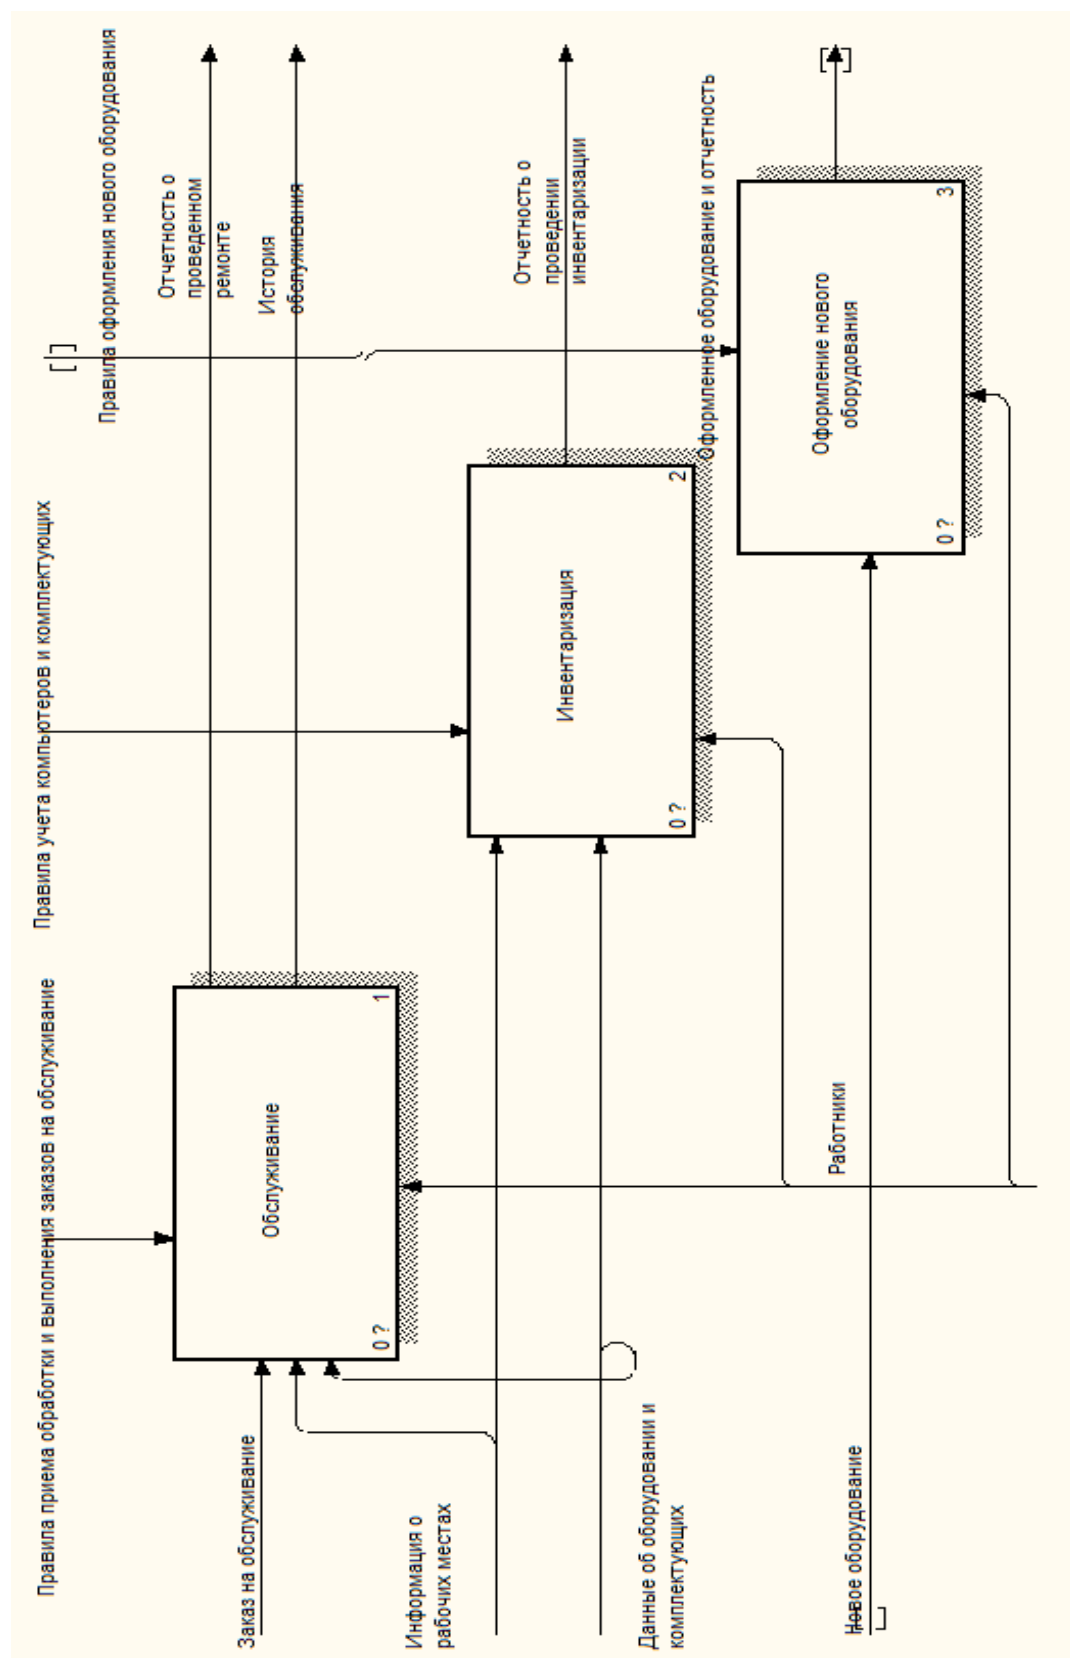 Правила приема обработки и выполнения заказов на обслуживание
Правила учета компьютеров и комплектующих
Правила оформления нового оборудования
Отчетность о
проведенном
ремонте
История
обслуживания
Заказ на обслуживание
Обслуживание
0 ?
1
Информация о
рабочих местах
Отчетность о
проведении
инвентаризации
Инвентаризация
0 ?
2
Данные об оборудовании и
комплектующих
Оформленное оборудование и отчетность
Оформление нового
оборудования
0 ?
3
Работники
Новое оборудование